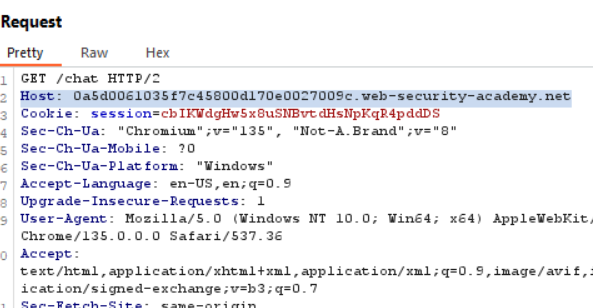 Request
Pretty Raw Hex
1 GET /chat HTTP/2
2 Host: 0a5d0061035f7c45800d170e0027009c.web-security-academy.net
3 Cookie: session=cbIKWdgHw5x8uSNBvtdHsNpKqR4pddDS
4 Sec-Ch-Ua: "Chromium";v="135", "Not-A.Brand";v="8"
5 Sec-Ch-Ua-Mobile: ?0
6 Sec-Ch-Ua-Platform: "Windows"
7 Accept-Language: en-US,en;q=0.9
8 Upgrade-Insecure-Requests: 1
9 User-Agent: Mozilla/5.0 (Windows NT 10.0; Win64; x64) AppleWebKit/
Chrome/135.0.0.0 Safari/537.36
0 Accept:
text/html,application/xhtml+xml,application/xml;q=0.9,image/avif,i
ication/signed-exchange;v=b3;q=0.7
1 Sec-Fetch-Site: same-origin